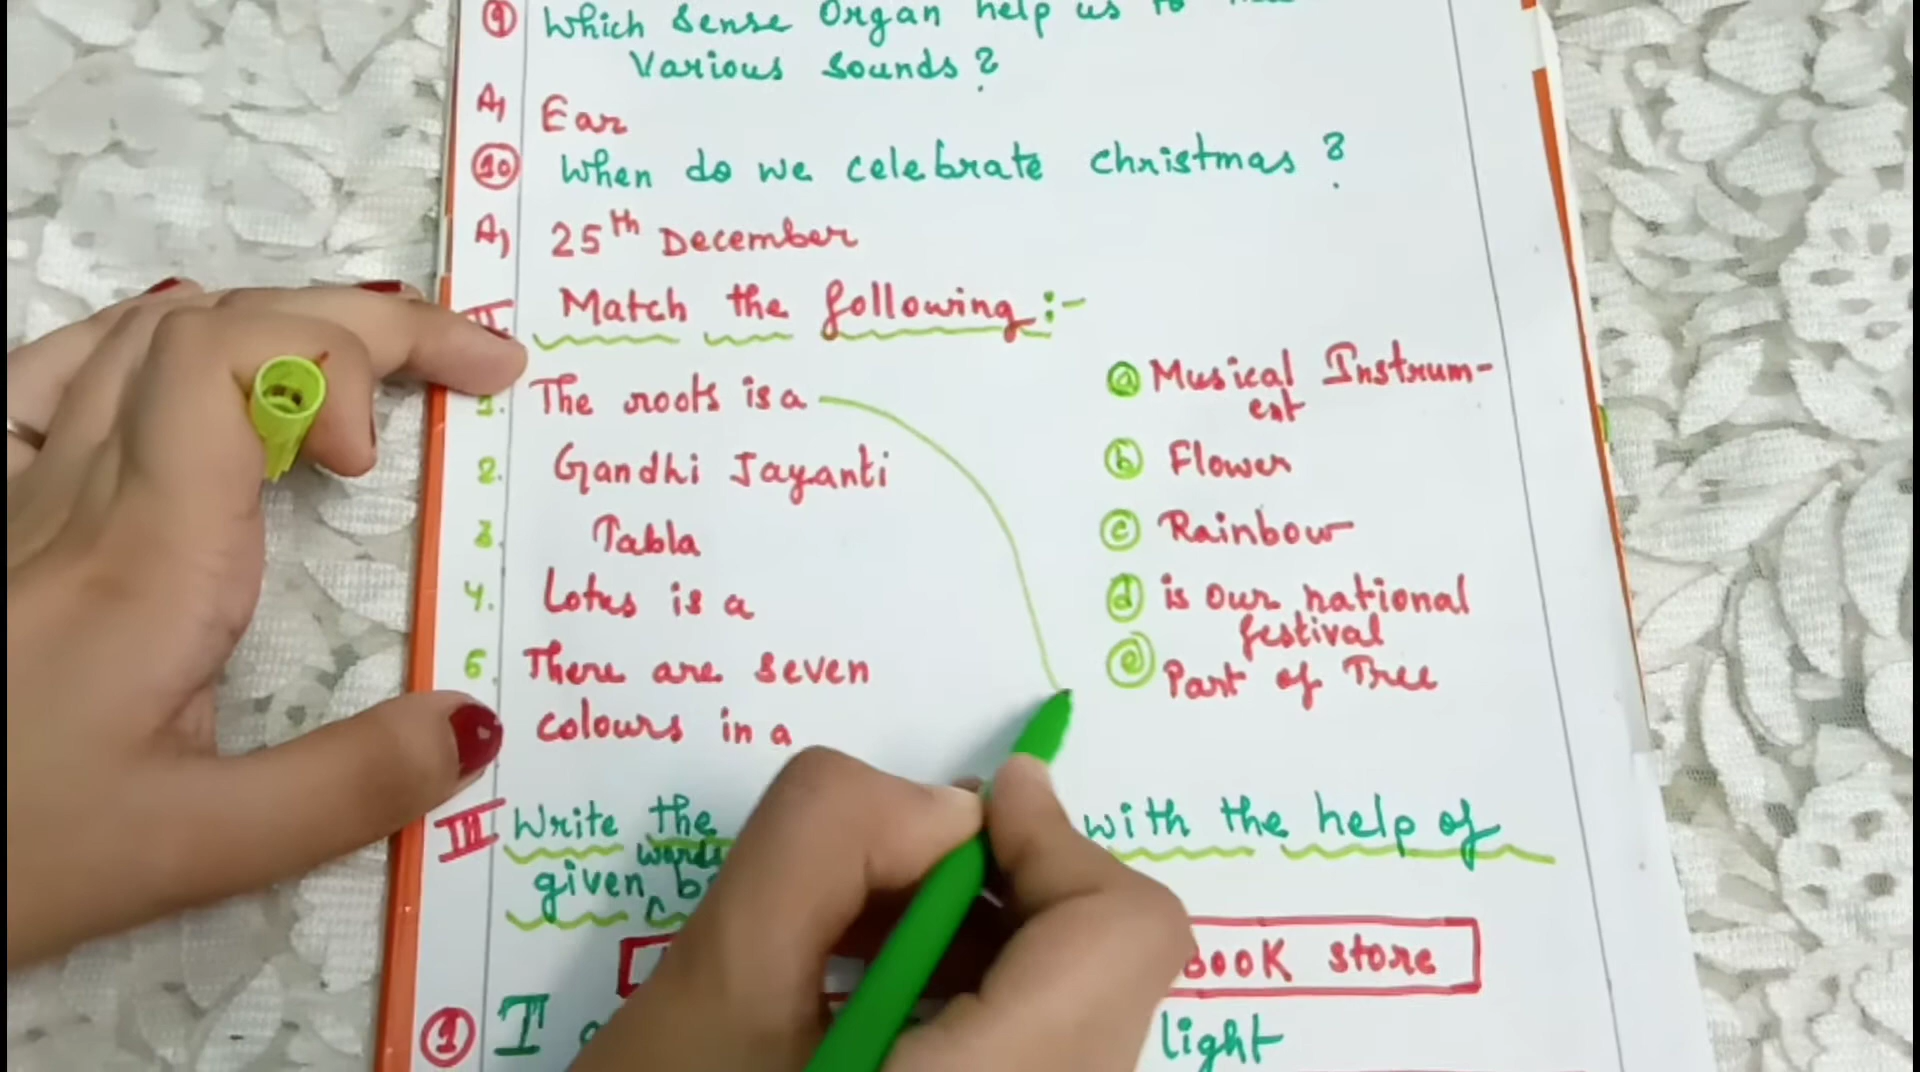 9 Which Sense Organ help us to
Various Sounds?
A) Ear
10 When do we celebrate christmas?
A) 25th December
II Match the following :-
1. The roots is a
a Musical Instrum-
ent
2. Gandhi Jayanti
b Flower
3. Tabla
c Rainbow
4. Lotus is a
d is our national
festival
5. There are seven
e Part of Tree
colours in a
III Write the with the help of
words
given
Book store
1 I
light